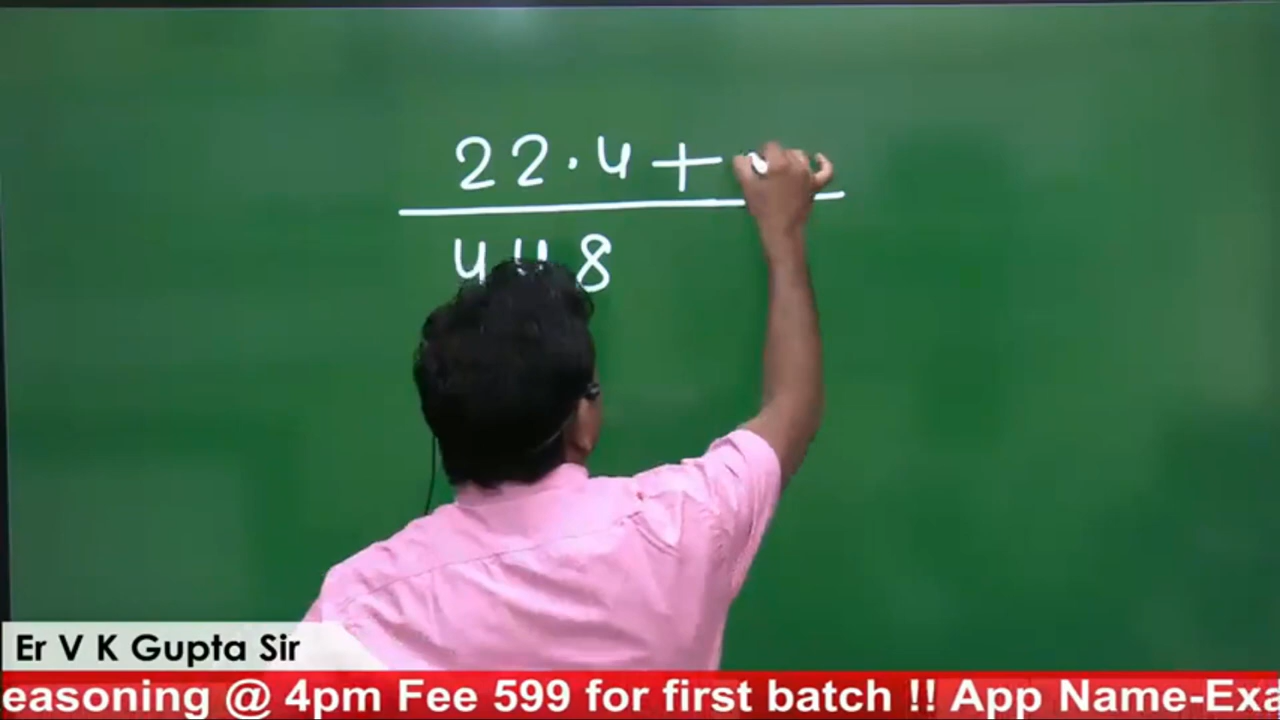 22.4 +
448
Er V K Gupta Sir
easoning @ 4pm Fee 599 for first batch !! App Name-Exa